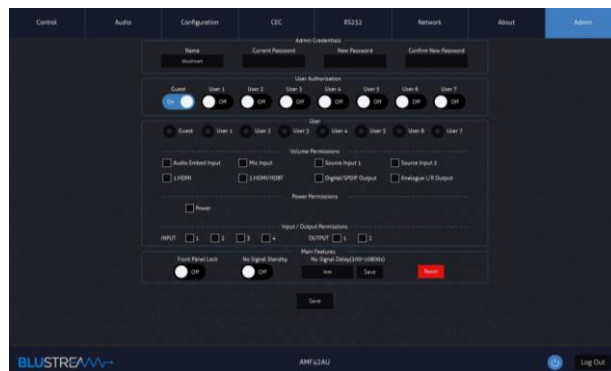 Control Audio Configuration CEC RS232 Network About Admin
Admin Credentials
Name Current Password New Password Confirm New Password
blustream
User Authorization
Guest User 1 User 2 User 3 User 4 User 5 User 6 User 7
On Off Off Off Off Off Off Off
User
Guest User 1 User 2 User 3 User 4 User 5 User 6 User 7
Volume Permissions
Audio Embed Input Mic Input Source Input 1 Source Input 2
1.HDMI 2.HDMI/HDBT Digital/SPDIF Output Analogue L/R Output
Power Permissions
Power
Input / Output Permissions
INPUT 1 2 3 4 OUTPUT 1 2
Main Features
Front Panel Lock No Signal Standby No Signal Delay(300-10800s)
Off Off Save Reset
Save
BLUSTREAM AMF42AU Log Out